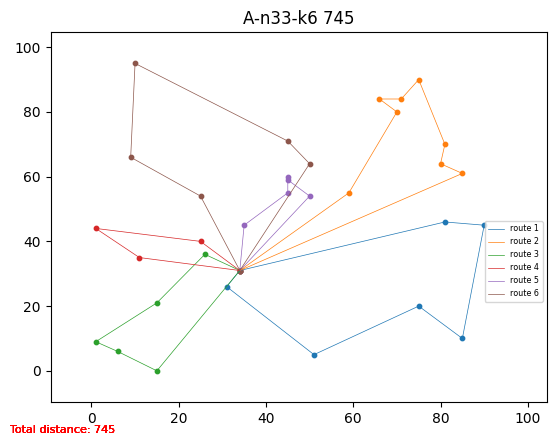 A-n33-k6 745
100
80
60
40
20
0
0 20 40 60 80 100
route 1
route 2
route 3
route 4
route 5
route 6
Total distance: 745